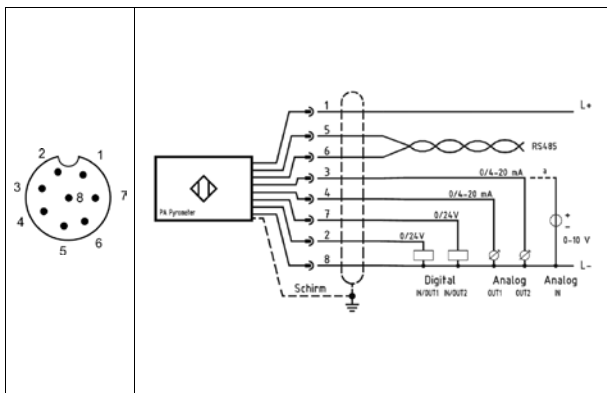 2
1
3
8
7
4
6
5
PA Pyrometer
1
L+
5
RS485
6
3
0/4-20 mA
4
0/4-20 mA
7
0/24V
+
-
0-10 V
2
0/24V
8
L-
Schirm
Digital
Analog
Analog
IN/OUT1
IN/OUT2
OUT1
OUT2
IN